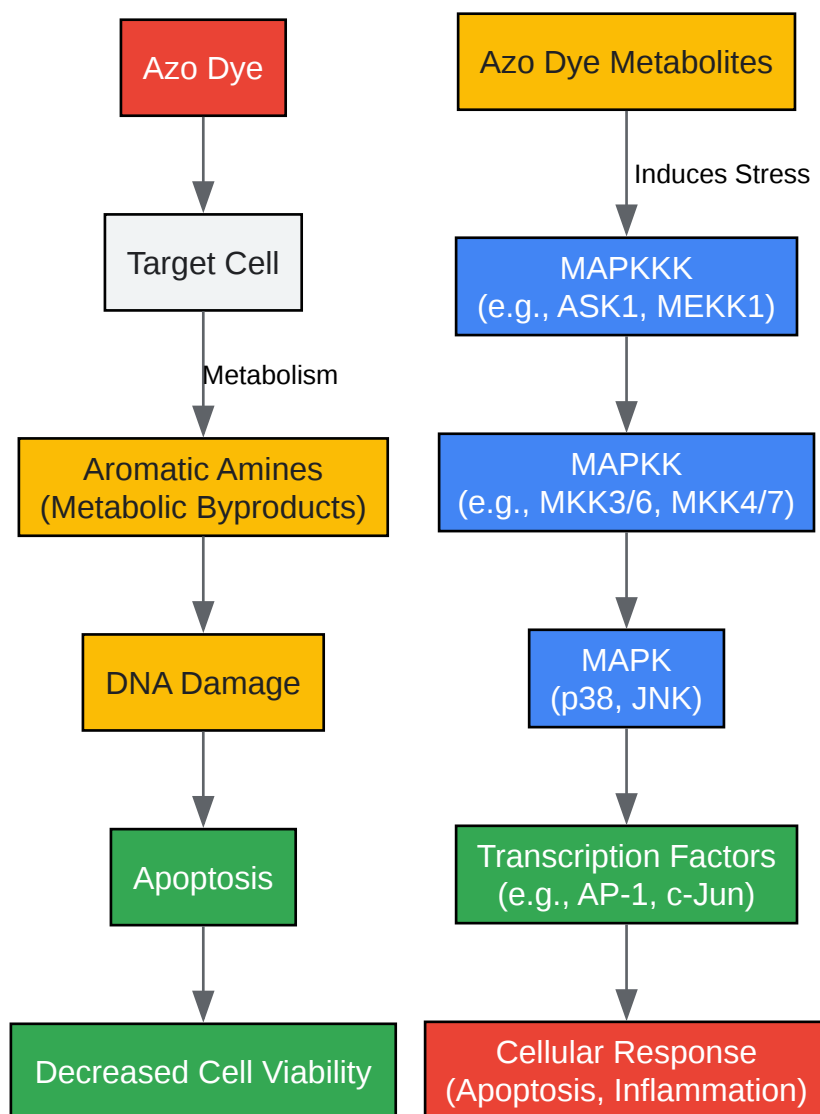 Azo Dye
Target Cell
Metabolism
Aromatic Amines
(Metabolic Byproducts)
DNA Damage
Apoptosis
Decreased Cell Viability
Azo Dye Metabolites
Induces Stress
MAPKKK
(e.g., ASK1, MEKK1)
MAPKK
(e.g., MKK3/6, MKK4/7)
MAPK
(p38, JNK)
Transcription Factors
(e.g., AP-1, c-Jun)
Cellular Response
(Apoptosis, Inflammation)